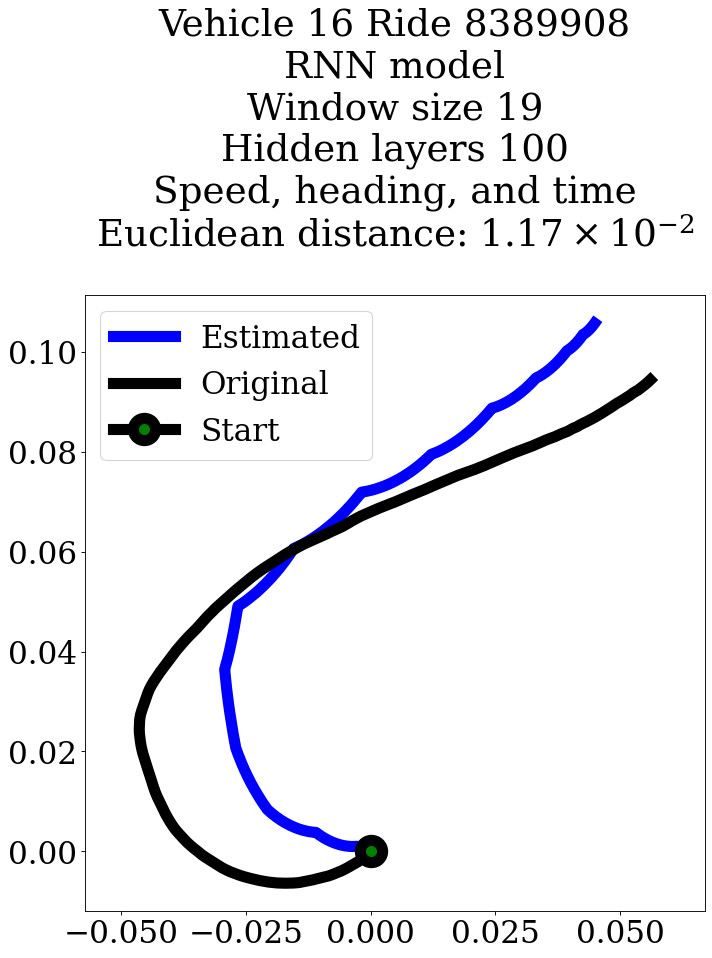 Vehicle 16 Ride 8389908
RNN model
Window size 19
Hidden layers 100
Speed, heading, and time
Euclidean distance: 1.17 × 10⁻²
Estimated
Original
Start
0.10
0.08
0.06
0.04
0.02
0.00
−0.050 −0.025 0.000 0.025 0.050